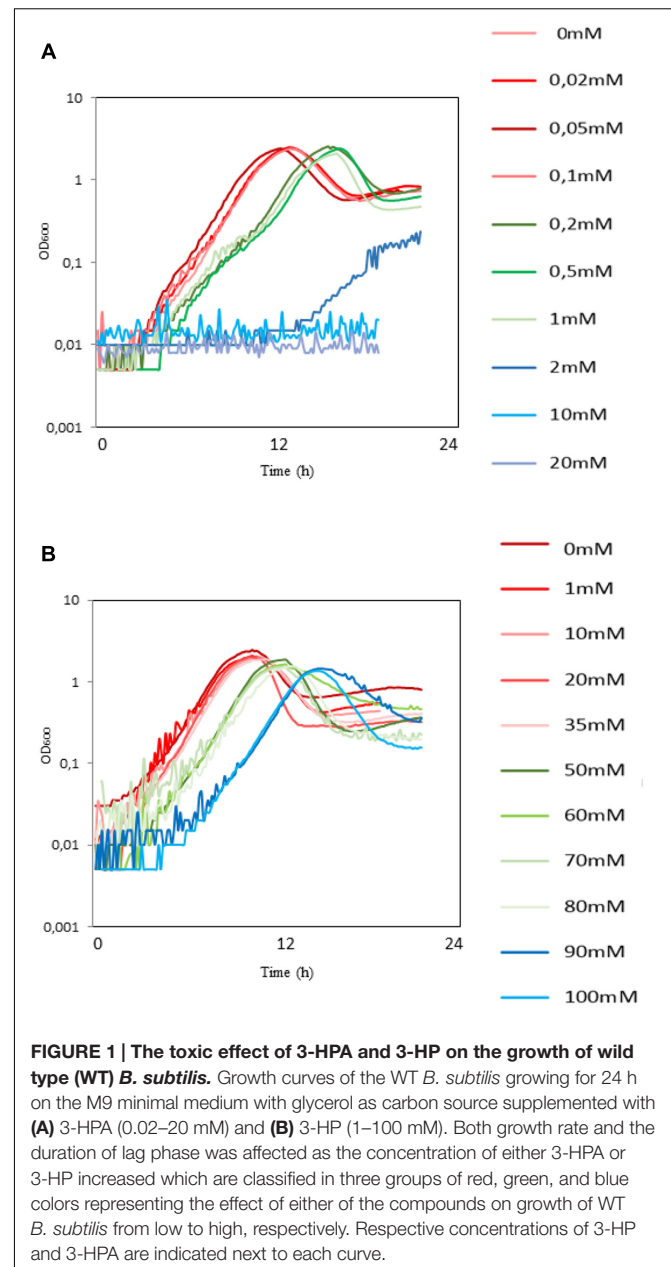 A
0mM
0,02mM
0,05mM
0,1mM
0,2mM
0,5mM
1mM
2mM
10mM
20mM
10
1
0,1
0,01
0,001
OD600
0
12
24
Time (h)
B
0mM
1mM
10mM
20mM
35mM
50mM
60mM
70mM
80mM
90mM
100mM
10
1
0,1
0,01
0,001
OD600
0
12
24
Time (h)
FIGURE 1 | The toxic effect of 3-HPA and 3-HP on the growth of wild
type (WT) B. subtilis. Growth curves of the WT B. subtilis growing for 24 h
on the M9 minimal medium with glycerol as carbon source supplemented with
(A) 3-HPA (0.02–20 mM) and (B) 3-HP (1–100 mM). Both growth rate and the
duration of lag phase was affected as the concentration of either 3-HPA or
3-HP increased which are classified in three groups of red, green, and blue
colors representing the effect of either of the compounds on growth of WT
B. subtilis from low to high, respectively. Respective concentrations of 3-HP
and 3-HPA are indicated next to each curve.